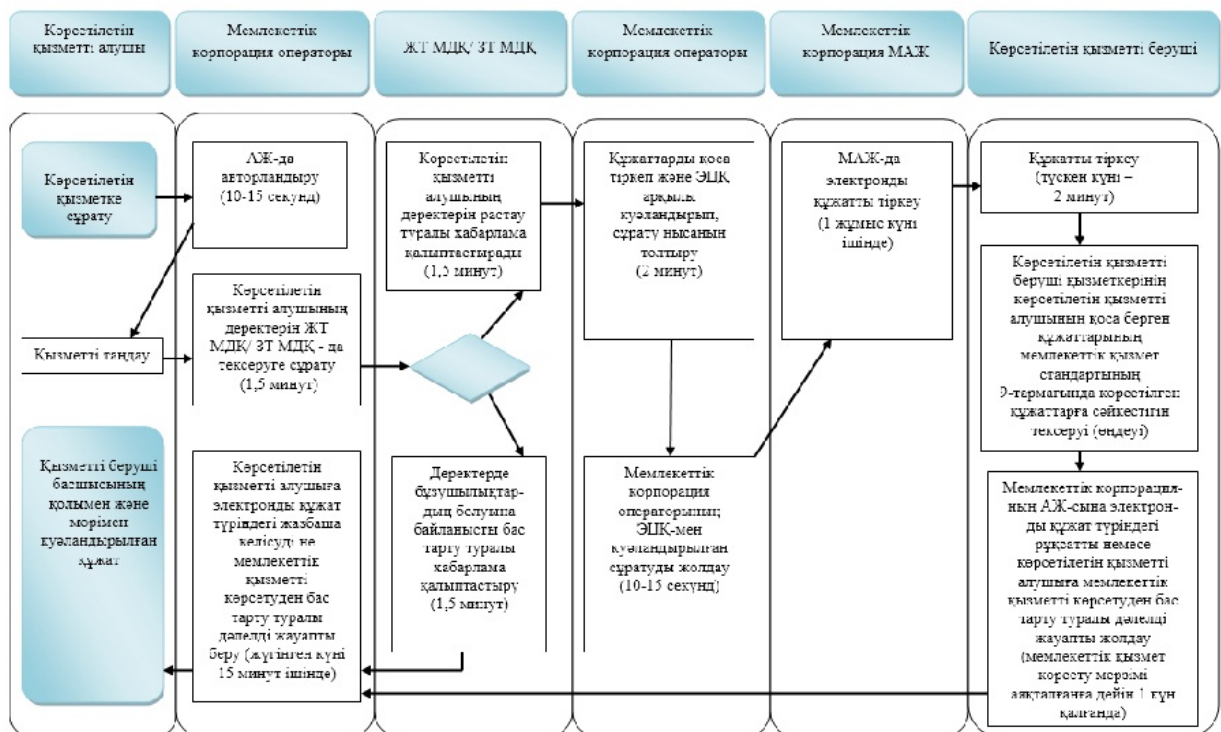 Көрсетілетін
қызметті алушы
Мемлекеттік
корпорация операторы
ЖТ МДҚ/ ЗТ МДҚ
Мемлекеттік
корпорация операторы
Мемлекеттік
корпорация МАЖ
Көрсетілетін қызметті беруші
Көрсетілетін
қызметке
сұрату
Қызметті таңдау
Қызметті беруші
басшысының
қолымен және
мөрімен
куәландырылған
құжат
АЖ-да
авторландыру
(10-15 секунд)
Көрсетілетін
қызметті алушының
деректерін ЖТ
МДҚ/ ЗТ МДҚ - да
тексеруге сұрату
(1,5 минут)
Көрсетілетін
қызметті алушыға
электронды құжат
түріндегі жазбаша
келісуді не
мемлекеттік
қызметті
көрсетуден бас
тарту туралы
дәлелді жауапты
беру (жүгінген күні
15 минут ішінде)
Көрсетілетін
қызметті
алушының
деректерін растау
туралы хабарлама
қалыптастырады
(1,5 минут)
Деректерде
бұзушылықтар-
дың болуына
байланысты бас
тарту туралы
хабарлама
қалыптастыру
(1,5 минут)
Құжаттарды қоса
тіркеп және ЭЦҚ
арқылы
куәландырып,
сұрату нысанын
толтыру
(2 минут)
Мемлекеттік
корпорация
операторының
ЭЦҚ-мен
куәландырылған
сұратуды жолдау
(10-15 секунд)
МАЖ-да
электронды
құжатты тіркеу
(1 жұмыс күні
ішінде)
Құжатты тіркеу
(түскен күні –
2 минут)
Көрсетілетін қызметті
беруші қызметкерінің
көрсетілетін қызметті
алушының қоса берген
құжаттарының
мемлекеттік қызмет
стандартының
9-тармағында көрсетілген
құжаттарға сәйкестігін
тексеруі (өңдеуі)
Мемлекеттік корпорация-
ның АЖ-сына электрон-
ды құжат түріндегі
рұқсатты немесе
көрсетілетін қызметті
алушыға мемлекеттік
қызметті көрсетуден бас
тарту туралы дәлелді
жауапты жолдау
(мемлекеттік қызмет
көрсету мерзімі
аяқталғанға дейін 1 күн
қалғанда)